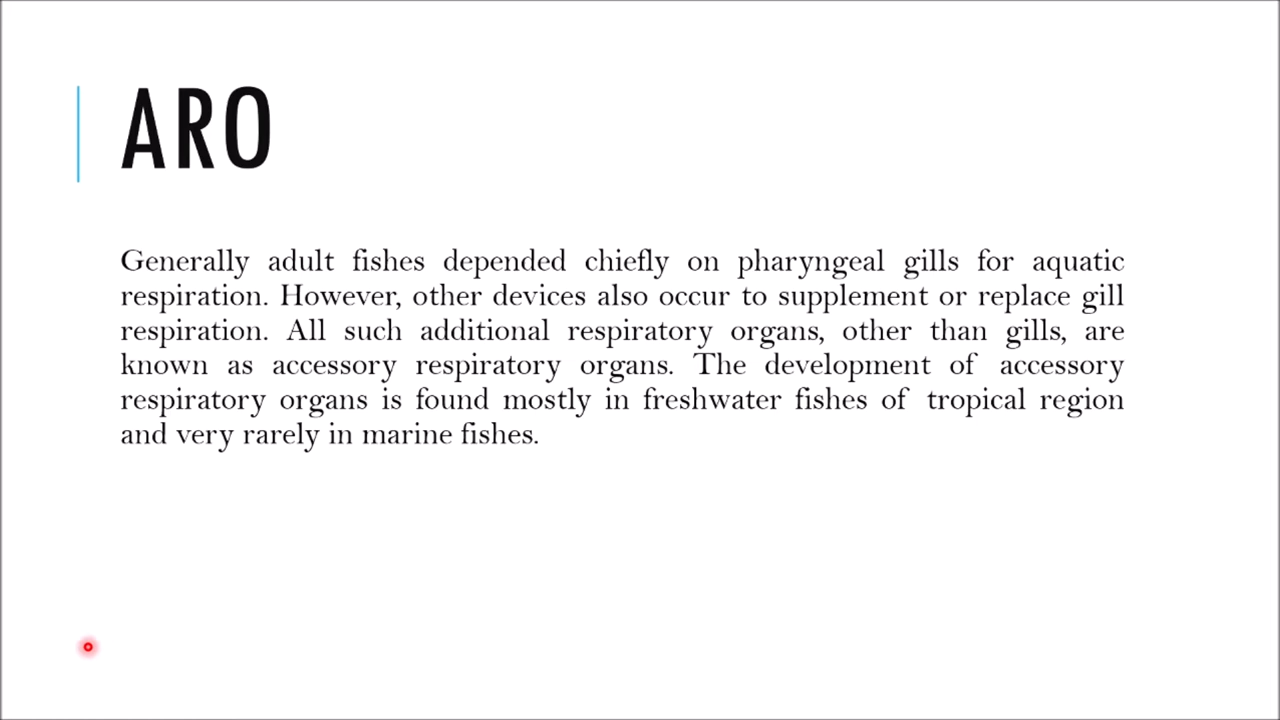 ARO
Generally adult fishes depended chiefly on pharyngeal gills for aquatic
respiration. However, other devices also occur to supplement or replace gill
respiration. All such additional respiratory organs, other than gills, are
known as accessory respiratory organs. The development of accessory
respiratory organs is found mostly in freshwater fishes of tropical region
and very rarely in marine fishes.